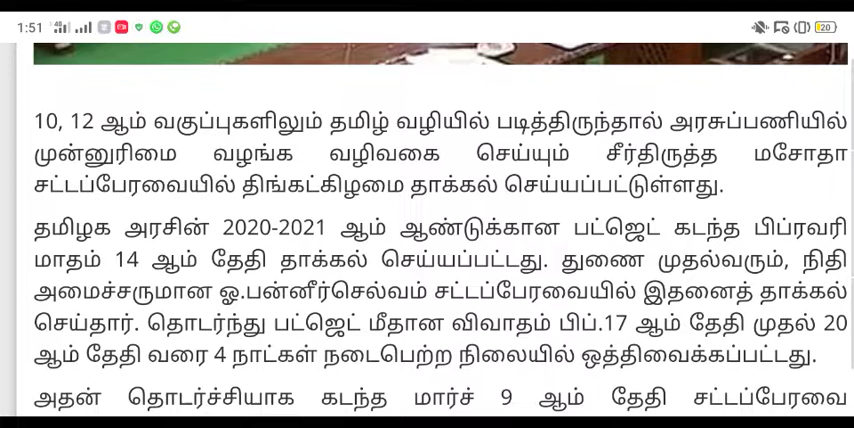 1:51
20
10, 12 ஆம் வகுப்புகளிலும் தமிழ் வழியில் படித்திருந்தால் அரசுப்பணியில்
முன்னுரிமை வழங்க வழிவகை செய்யும் சீர்திருத்த மசோதா
சட்டப்பேரவையில் திங்கட்கிழமை தாக்கல் செய்யப்பட்டுள்ளது.
தமிழக அரசின் 2020-2021 ஆம் ஆண்டுக்கான பட்ஜெட் கடந்த பிப்ரவரி
மாதம் 14 ஆம் தேதி தாக்கல் செய்யப்பட்டது. துணை முதல்வரும், நிதி
அமைச்சருமான ஓ.பன்னீர்செல்வம் சட்டப்பேரவையில் இதனைத் தாக்கல்
செய்தார். தொடர்ந்து பட்ஜெட் மீதான விவாதம் பிப்.17 ஆம் தேதி முதல் 20
ஆம் தேதி வரை 4 நாட்கள் நடைபெற்ற நிலையில் ஒத்திவைக்கப்பட்டது.
அதன் தொடர்ச்சியாக கடந்த மார்ச் 9 ஆம் தேதி சட்டப்பேரவை